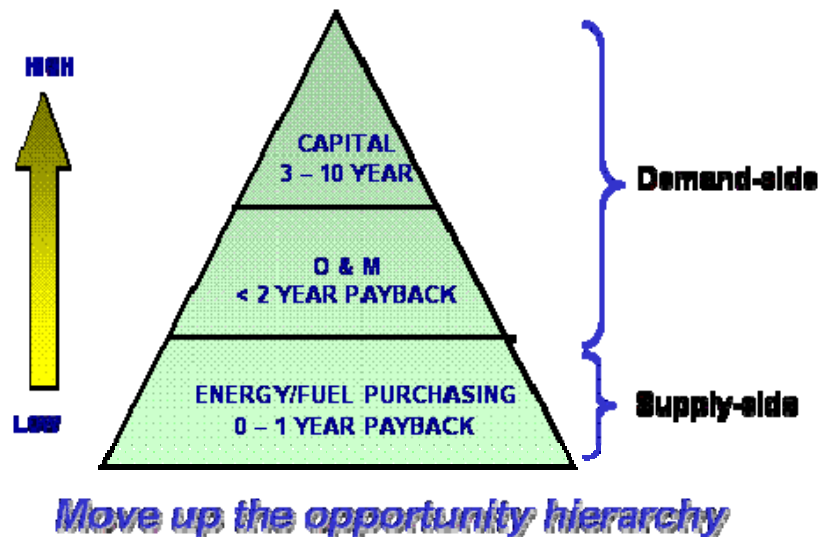 HIGH
CAPITAL
3 – 10 YEAR
Demand-side
O & M
< 2 YEAR PAYBACK
ENERGY/FUEL PURCHASING
0 – 1 YEAR PAYBACK
Supply-side
LOW
Move up the opportunity hierarchy